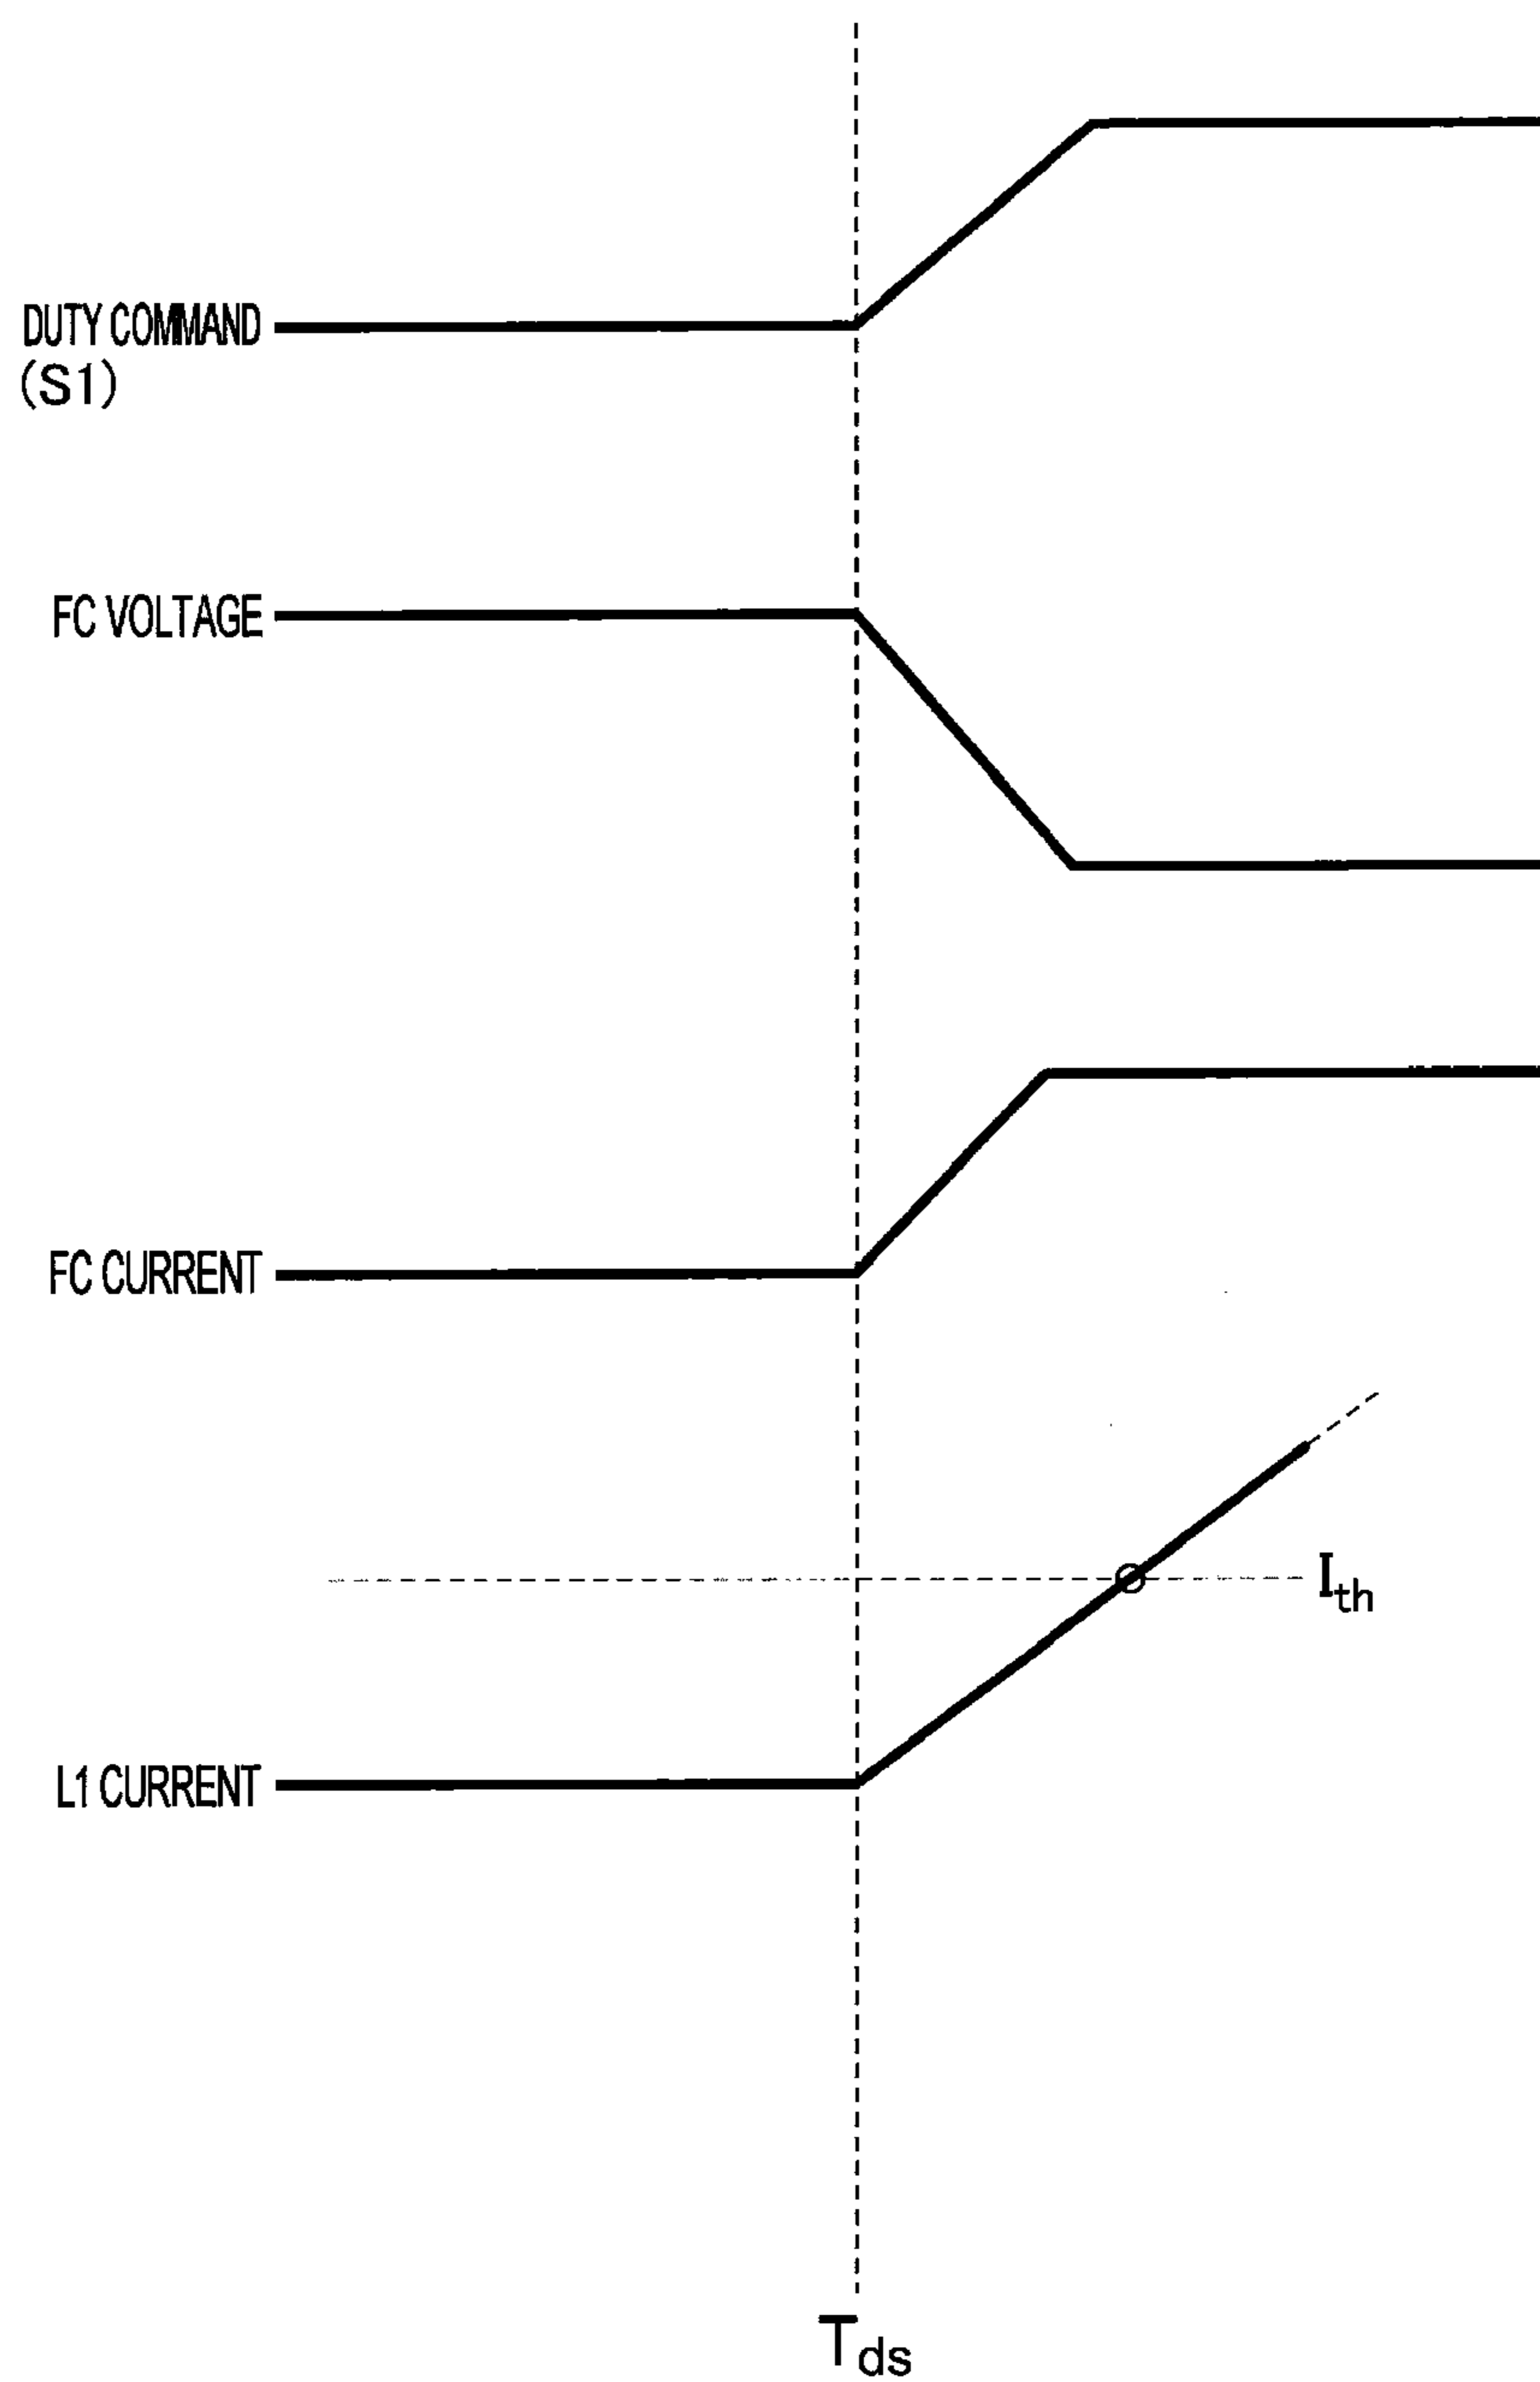 DUTY COMMAND
(S1)
FC VOLTAGE
FC CURRENT
Ith
L1 CURRENT
Tds